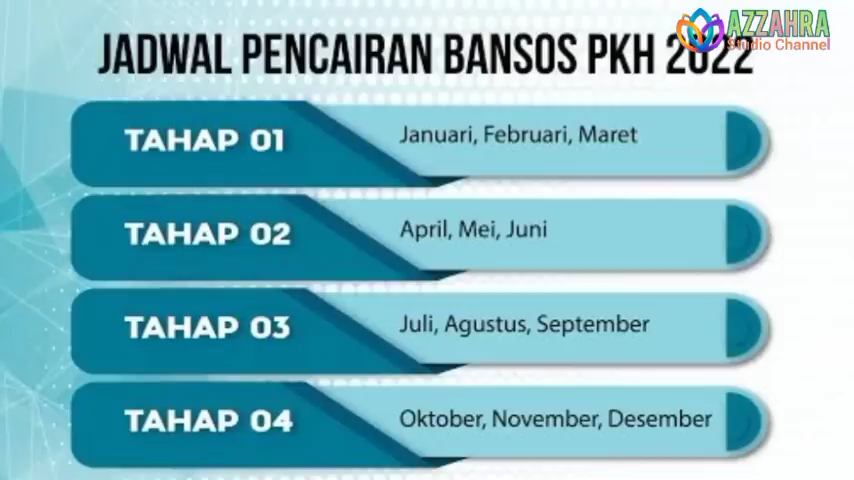 JADWAL PENCAIRAN BANSOS PKH 2022
AZZAHRA
Studio Channel
TAHAP 01
Januari, Februari, Maret
TAHAP 02
April, Mei, Juni
TAHAP 03
Juli, Agustus, September
TAHAP 04
Oktober, November, Desember